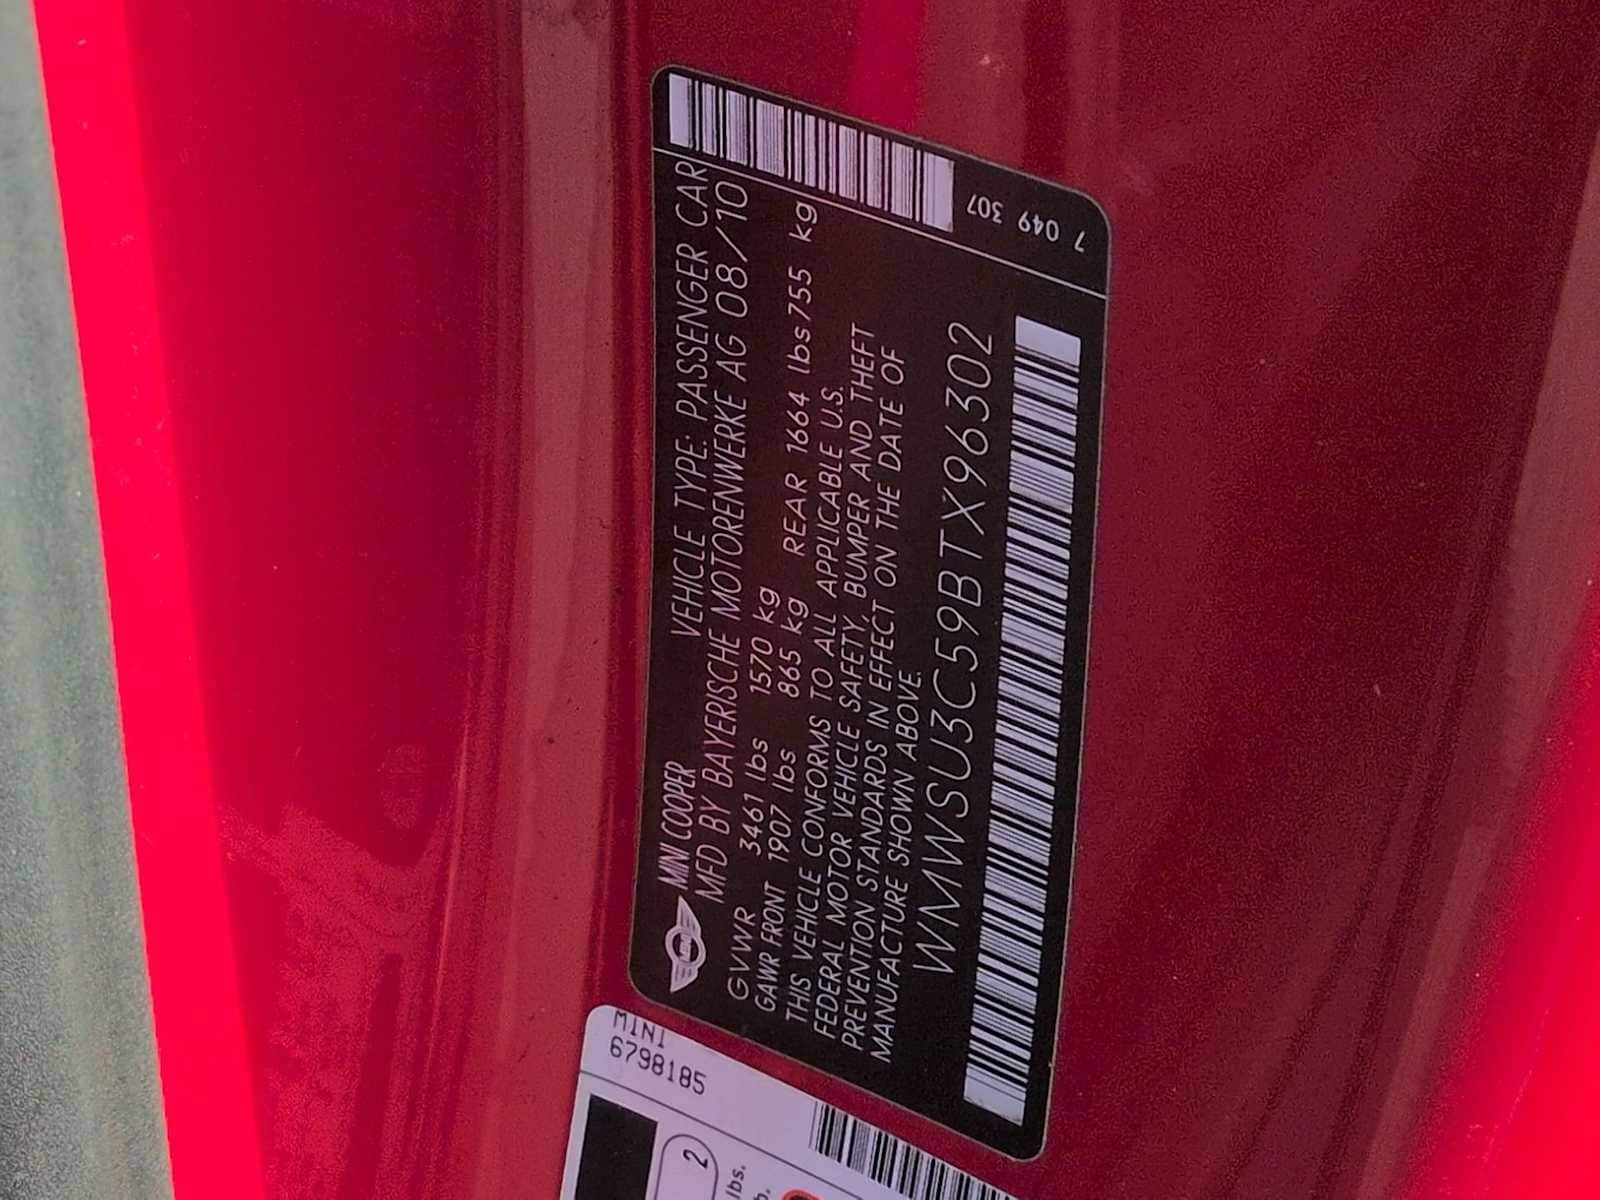 MINI COOPER VEHICLE TYPE: PASSENGER CAR
MFD BY BAYERISCHE MOTORENWERKE AG 08/10
GVWR 3461 lbs 1570 kg
GAWR FRONT 1907 lbs 865 kg REAR 1664 lbs 755 kg
THIS VEHICLE CONFORMS TO ALL APPLICABLE U.S.
FEDERAL MOTOR VEHICLE SAFETY, BUMPER AND THEFT
PREVENTION STANDARDS IN EFFECT ON THE DATE OF
MANUFACTURE SHOWN ABOVE.
WMWSU3C59BTX96302
7 049 307
MINI
6798185
2
lbs.